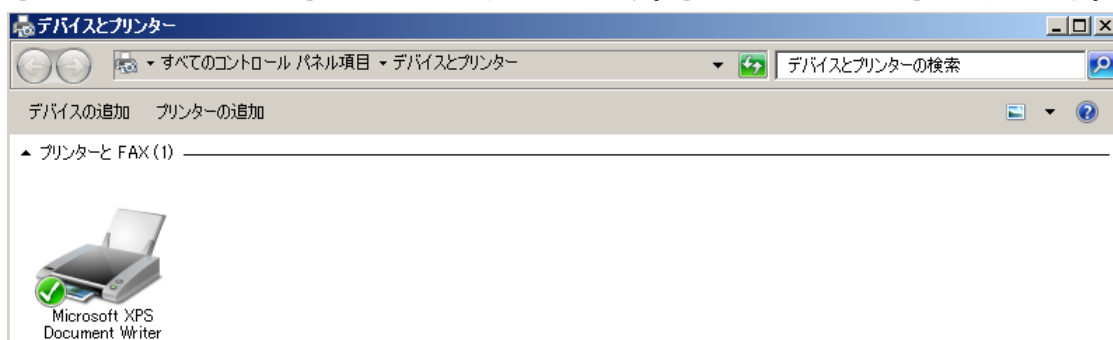 デバイスとプリンター
すべてのコントロール パネル項目 デバイスとプリンター
デバイスとプリンターの検索
デバイスの追加 プリンターの追加
プリンターと FAX (1)
Microsoft XPS
Document Writer